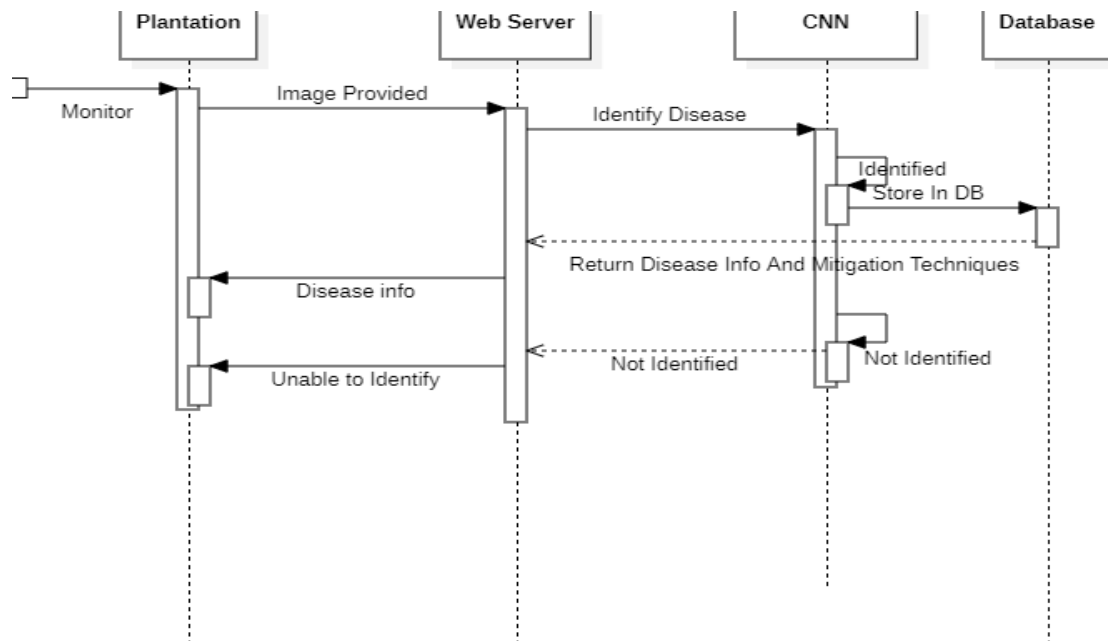 Plantation
Web Server
CNN
Database
Monitor
Image Provided
Identify Disease
Identified
Store In DB
Return Disease Info And Mitigation Techniques
Disease info
Not Identified
Not Identified
Unable to Identify